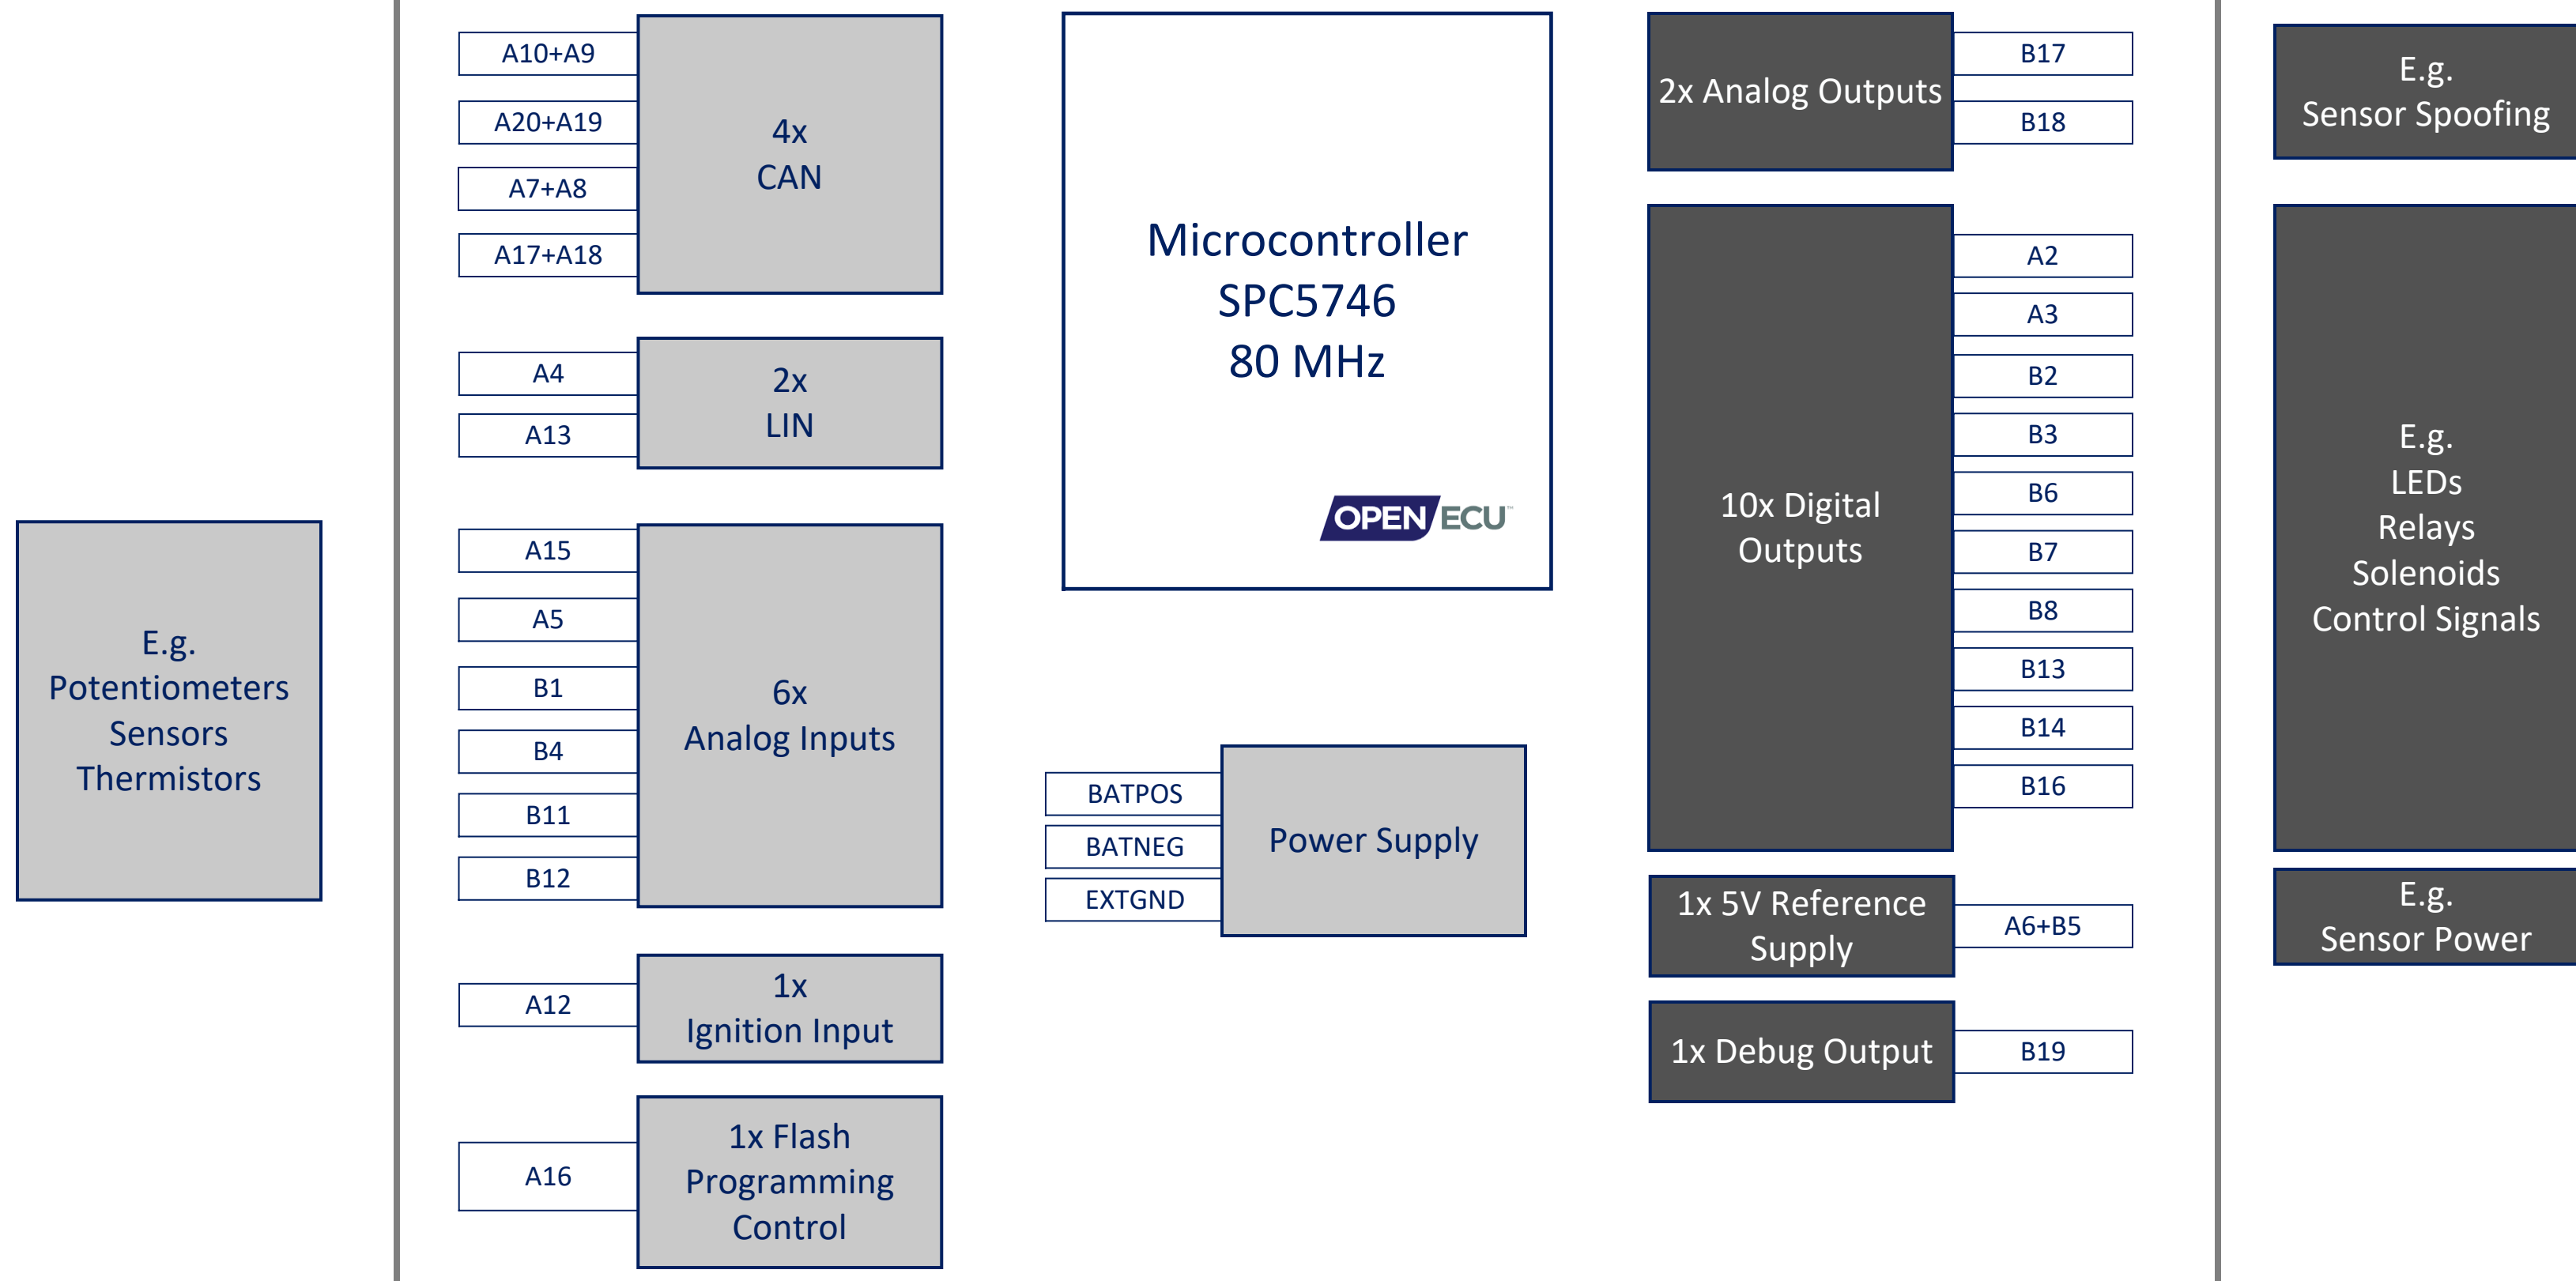 E.g.
Potentiometers
Sensors
Thermistors
A10+A9
A20+A19
A7+A8
A17+A18
4x
CAN
A4
A13
2x
LIN
A15
A5
B1
B4
B11
B12
6x
Analog Inputs
A12
1x
Ignition Input
A16
1x Flash
Programming
Control
Microcontroller
SPC5746
80 MHz
OPEN ECU™
BATPOS
BATNEG
EXTGND
Power Supply
2x Analog Outputs
B17
B18
10x Digital
Outputs
A2
A3
B2
B3
B6
B7
B8
B13
B14
B16
1x 5V Reference
Supply
A6+B5
1x Debug Output
B19
E.g.
Sensor Spoofing
E.g.
LEDs
Relays
Solenoids
Control Signals
E.g.
Sensor Power